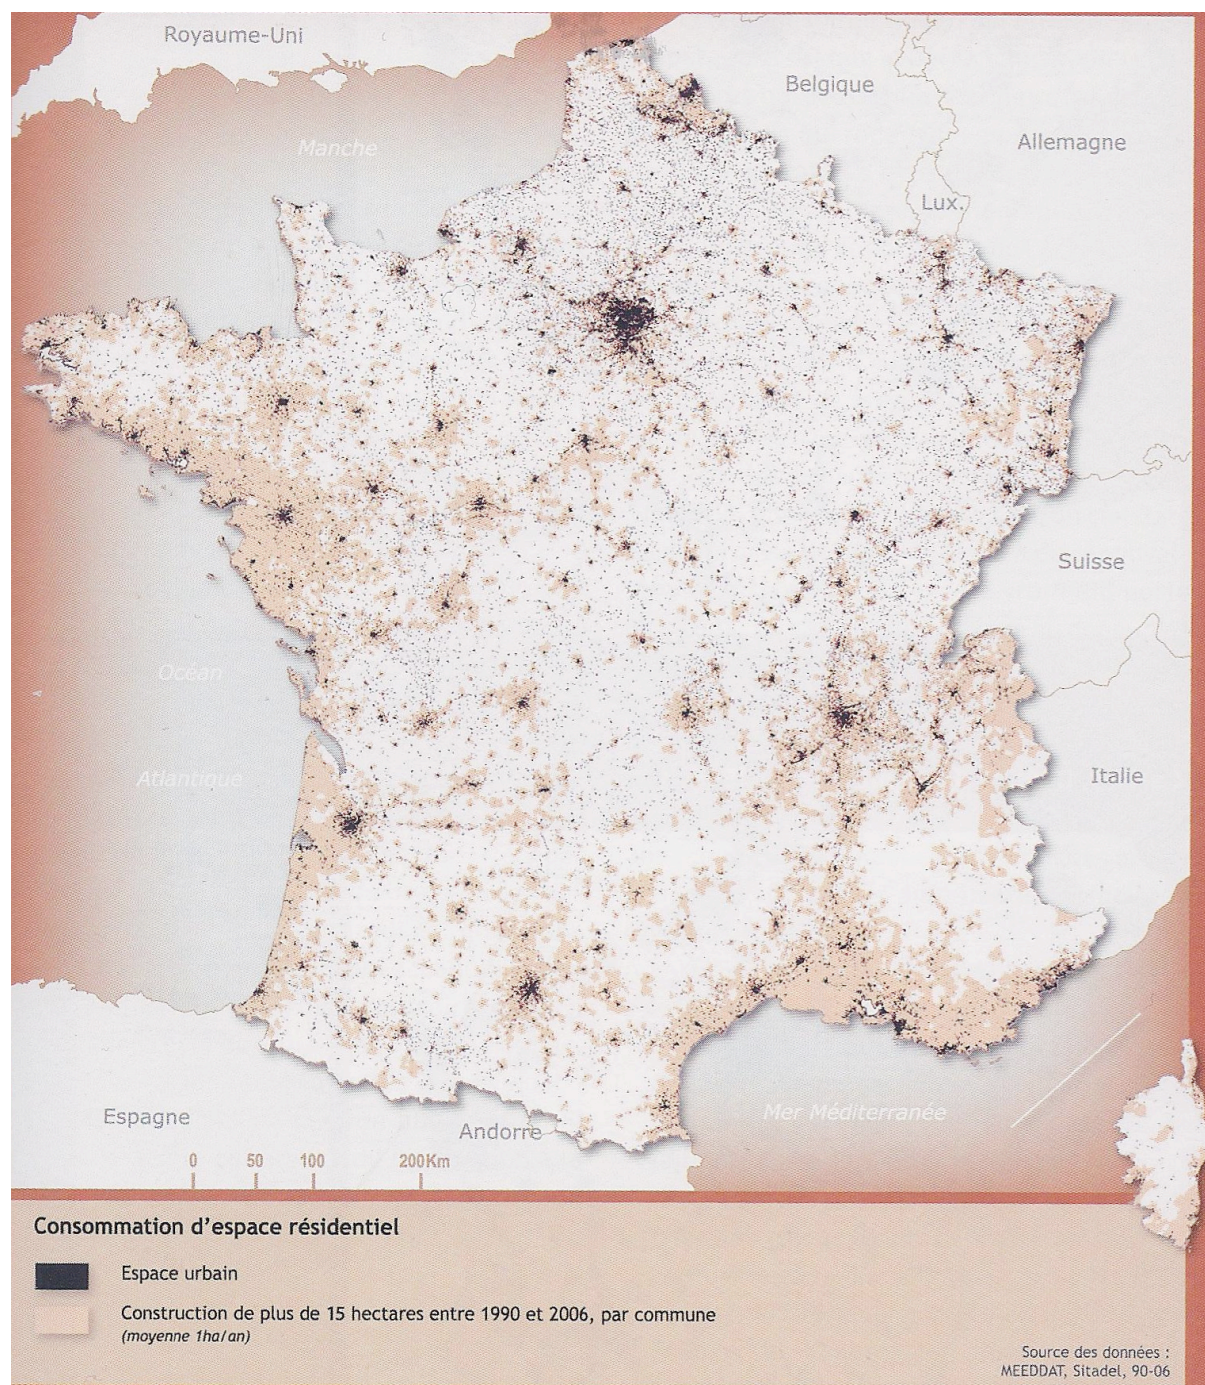 Royaume-Uni
Belgique
Allemagne
Manche
Lux.
Suisse
Océan
Atlantique
Italie
Espagne
Andorre
Mer Méditerranée
0 50 100 200Km
Consommation d'espace résidentiel
Espace urbain
Construction de plus de 15 hectares entre 1990 et 2006, par commune
(moyenne 1ha/an)
Source des données :
MEEDDAT, Sitadel, 90-06